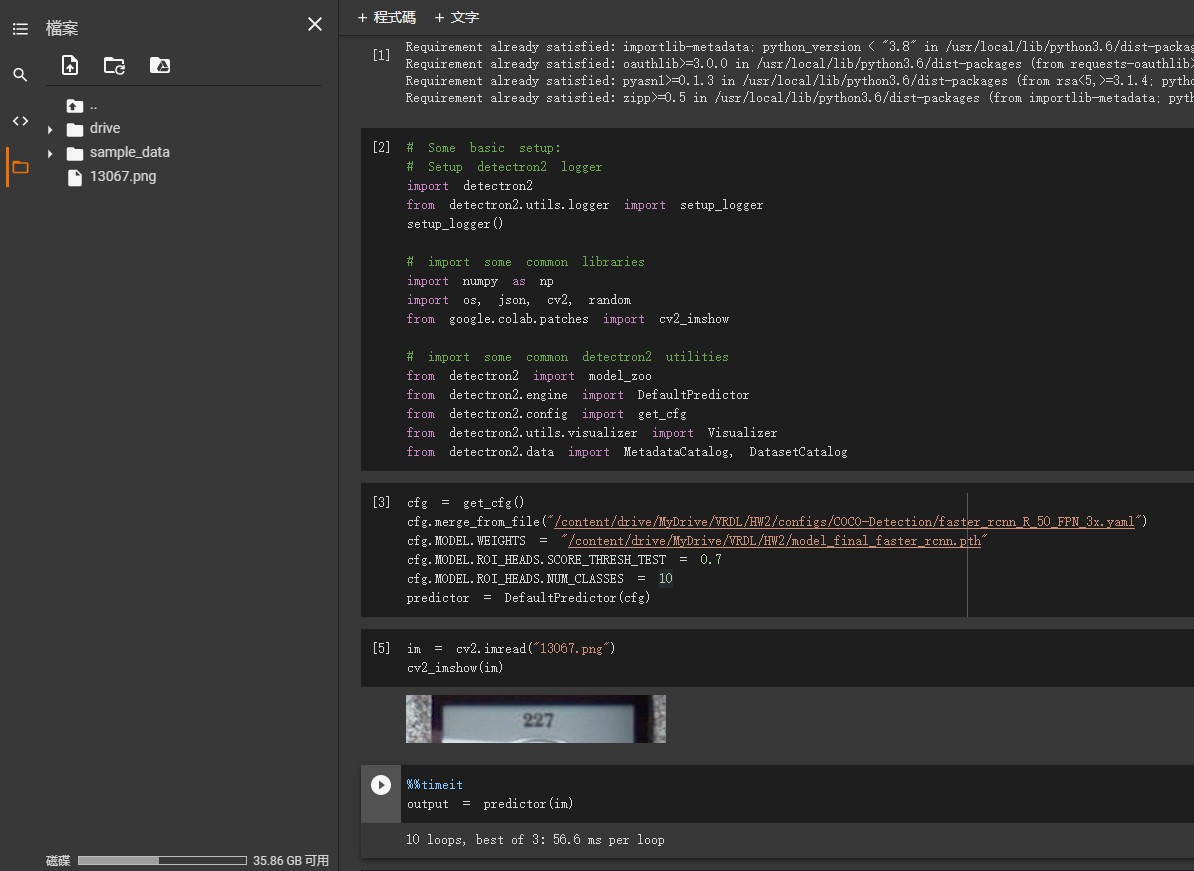 檔案
..
drive
sample_data
13067.png
磁碟
35.86 GB 可用
+ 程式碼 + 文字
[1]
Requirement already satisfied: importlib-metadata; python_version < "3.8" in /usr/local/lib/python3.6/dist-packa
Requirement already satisfied: oauthlib>=3.0.0 in /usr/local/lib/python3.6/dist-packages (from requests-oauthlib>
Requirement already satisfied: pyasn1>=0.1.3 in /usr/local/lib/python3.6/dist-packages (from rsa<5,>=3.1.4; pyth
Requirement already satisfied: zipp>=0.5 in /usr/local/lib/python3.6/dist-packages (from importlib-metadata; pyt
[2]
# Some basic setup:
# Setup detectron2 logger
import detectron2
from detectron2.utils.logger import setup_logger
setup_logger()
# import some common libraries
import numpy as np
import os, json, cv2, random
from google.colab.patches import cv2_imshow
# import some common detectron2 utilities
from detectron2 import model_zoo
from detectron2.engine import DefaultPredictor
from detectron2.config import get_cfg
from detectron2.utils.visualizer import Visualizer
from detectron2.data import MetadataCatalog, DatasetCatalog
[3]
cfg = get_cfg()
cfg.merge_from_file("/content/drive/MyDrive/VRDL/HW2/configs/COCO-Detection/faster_rcnn_R_50_FPN_3x.yaml")
cfg.MODEL.WEIGHTS = "/content/drive/MyDrive/VRDL/HW2/model_final_faster_rcnn.pth"
cfg.MODEL.ROI_HEADS.SCORE_THRESH_TEST = 0.7
cfg.MODEL.ROI_HEADS.NUM_CLASSES = 10
predictor = DefaultPredictor(cfg)
[5]
im = cv2.imread("13067.png")
cv2_imshow(im)
227
%%timeit
output = predictor(im)
10 loops, best of 3: 56.6 ms per loop